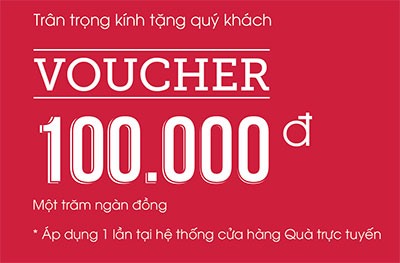 Trân trọng kính tặng quý khách
VOUCHER
100.000 đ
Một trăm ngàn đồng
* Áp dụng 1 lần tại hệ thống cửa hàng Quà trực tuyến